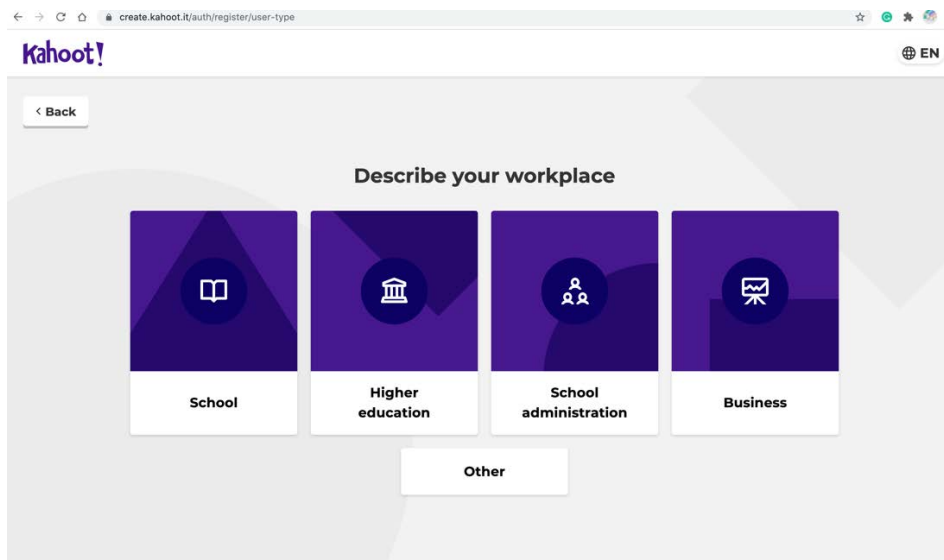 create.kahoot.it/auth/register/user-type
Kahoot!
EN
< Back
Describe your workplace
School
Higher
education
School
administration
Business
Other